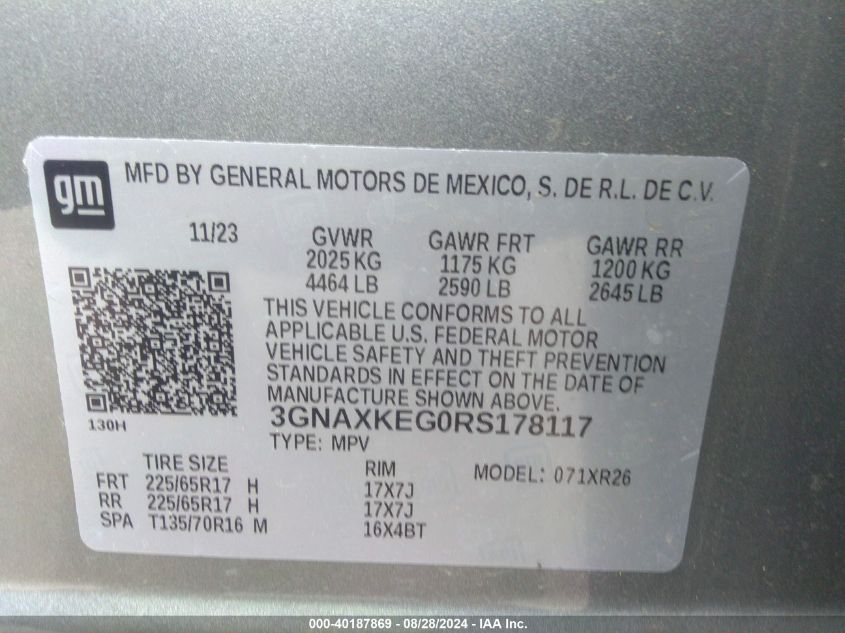 gm
MFD BY GENERAL MOTORS DE MEXICO, S. DE R.L. DE C.V.
11/23 GVWR GAWR FRT GAWR RR
2025 KG 1175 KG 1200 KG
4464 LB 2590 LB 2645 LB
THIS VEHICLE CONFORMS TO ALL
APPLICABLE U.S. FEDERAL MOTOR
VEHICLE SAFETY AND THEFT PREVENTION
STANDARDS IN EFFECT ON THE DATE OF
MANUFACTURE SHOWN ABOVE.
130H
3GNAXKEG0RS178117
TYPE: MPV
TIRE SIZE RIM MODEL: 071XR26
FRT 225/65R17 H 17X7J
RR 225/65R17 H 17X7J
SPA T135/70R16 M 16X4BT
000-40187869 - 08/28/2024 - IAA Inc.